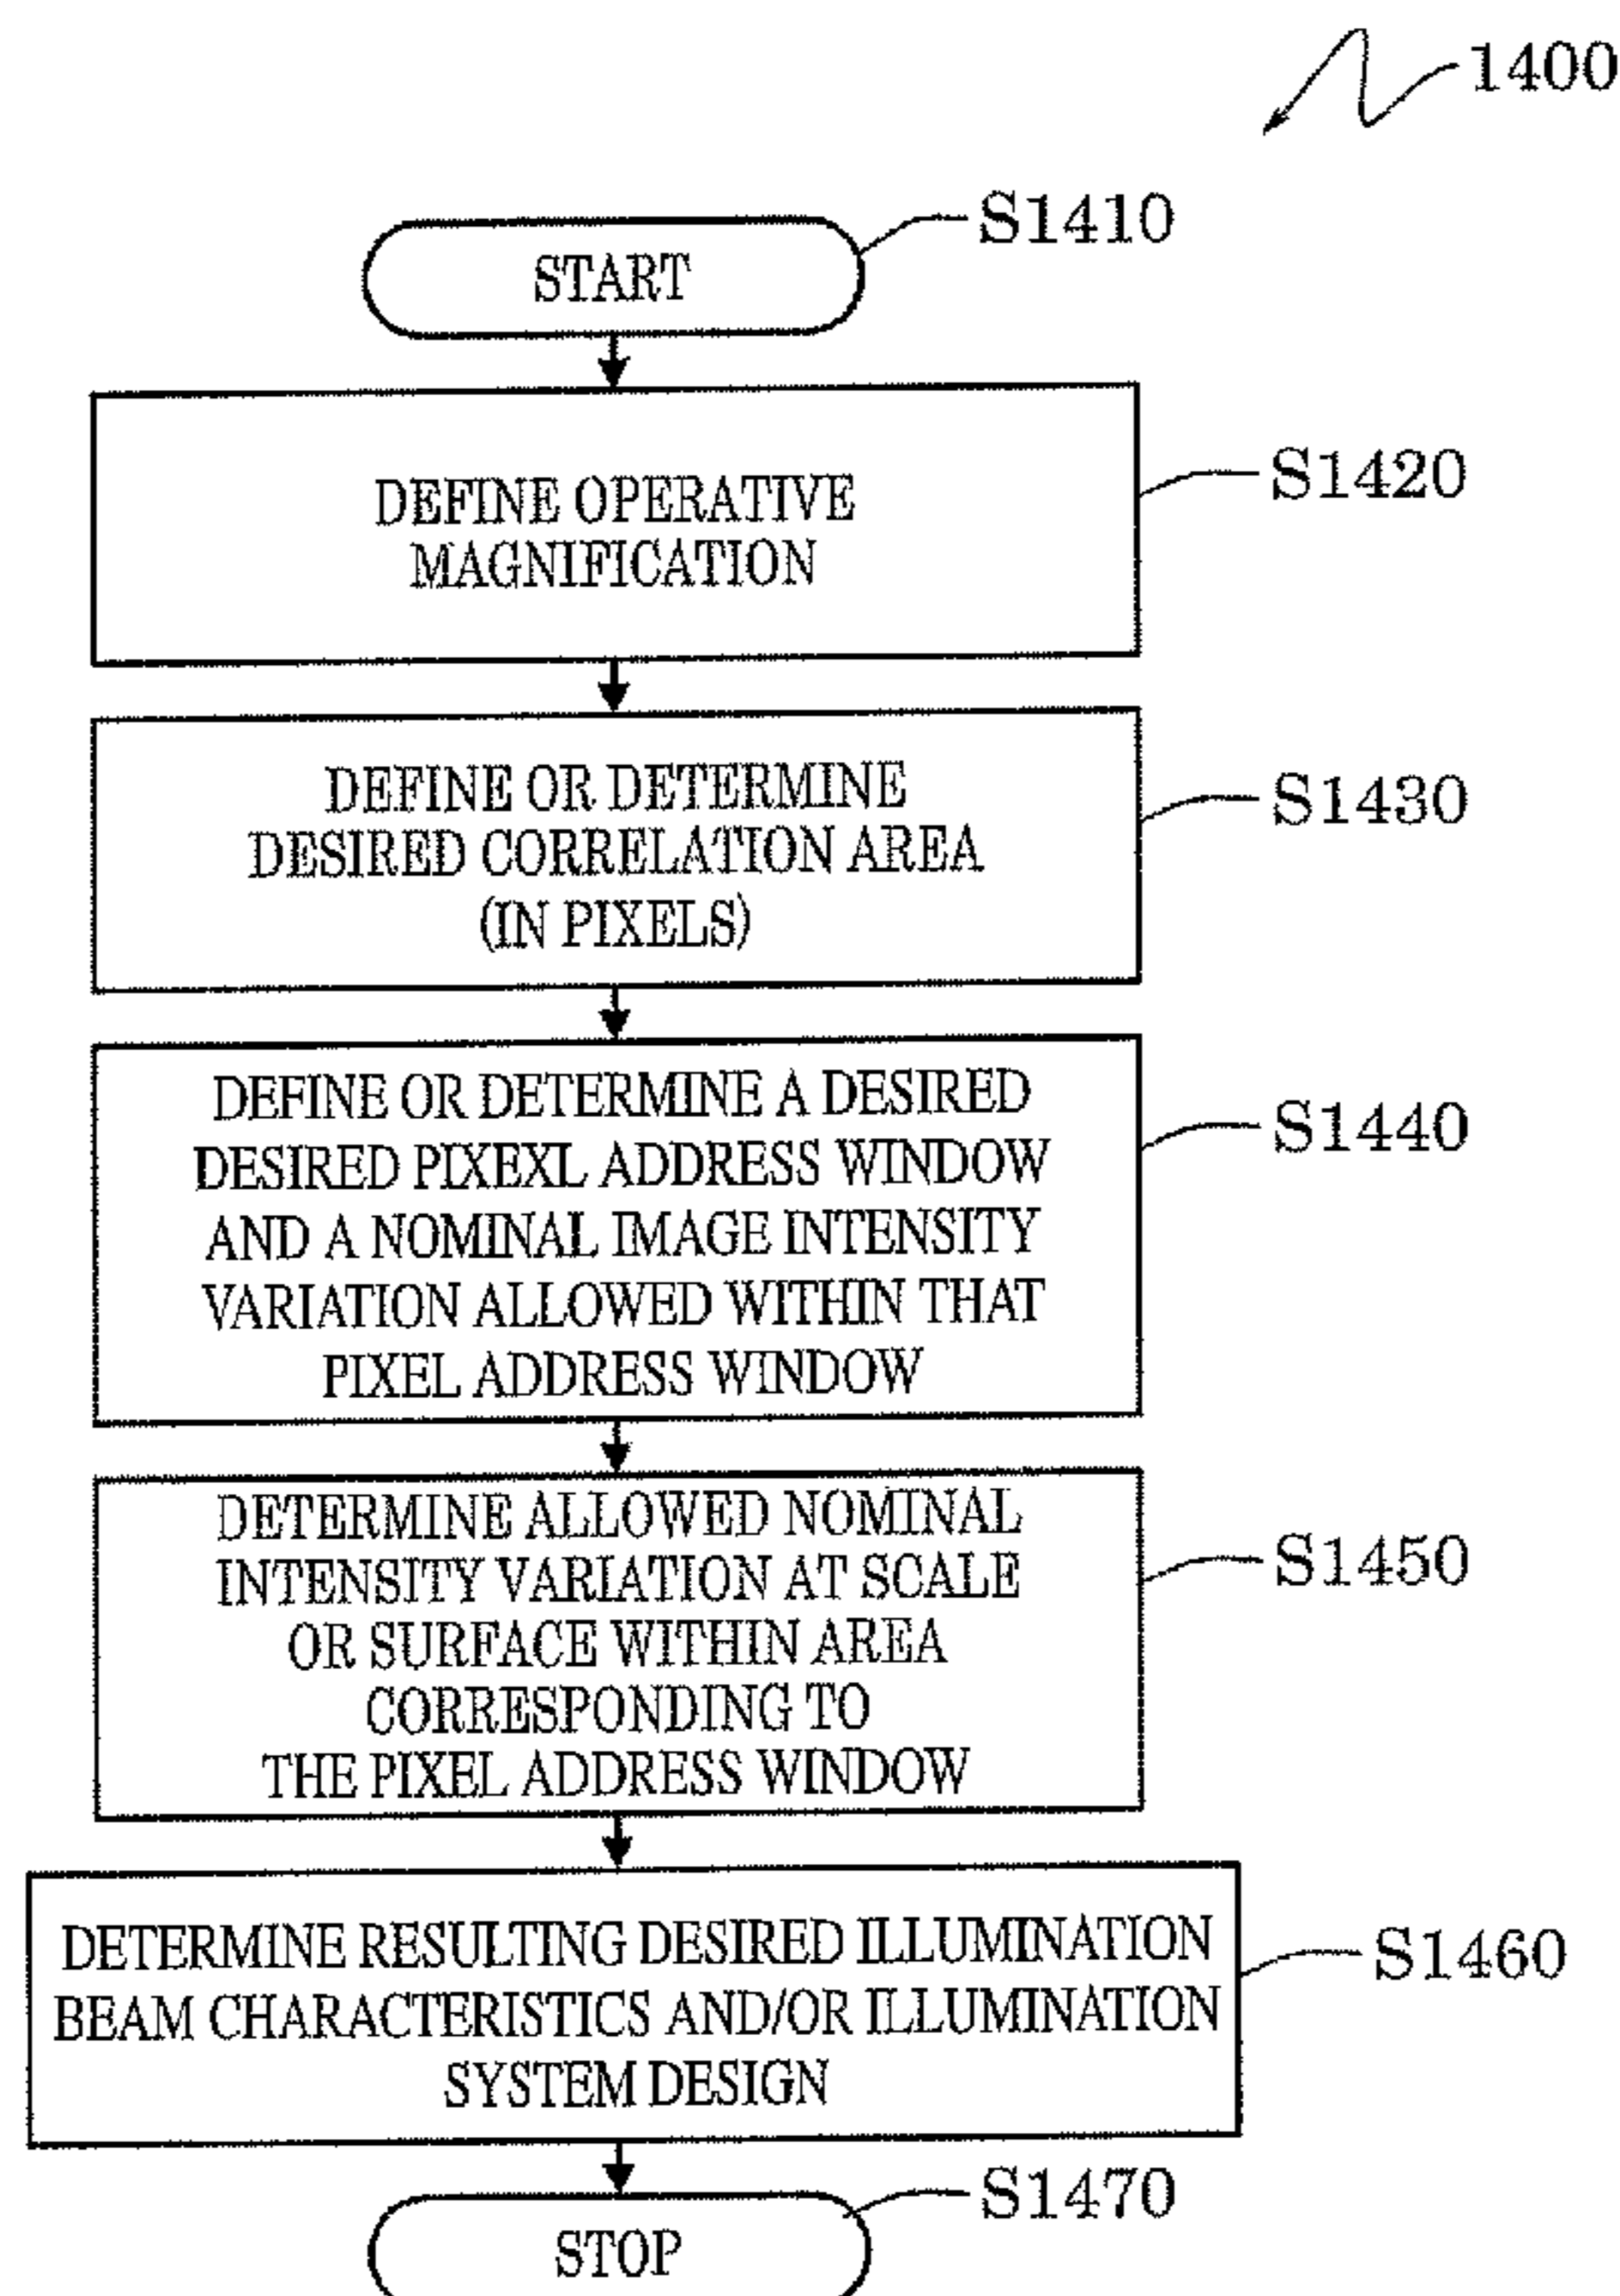 1400
S1410
START
S1420
DEFINE OPERATIVE
MAGNIFICATION
S1430
DEFINE OR DETERMINE
DESIRED CORRELATION AREA
(IN PIXELS)
S1440
DEFINE OR DETERMINE A DESIRED
DESIRED PIXEXL ADDRESS WINDOW
AND A NOMINAL IMAGE INTENSITY
VARIATION ALLOWED WITHIN THAT
PIXEL ADDRESS WINDOW
S1450
DETERMINE ALLOWED NOMINAL
INTENSITY VARIATION AT SCALE
OR SURFACE WITHIN AREA
CORRESPONDING TO
THE PIXEL ADDRESS WINDOW
S1460
DETERMINE RESULTING DESIRED ILLUMINATION
BEAM CHARACTERISTICS AND/OR ILLUMINATION
SYSTEM DESIGN
S1470
STOP